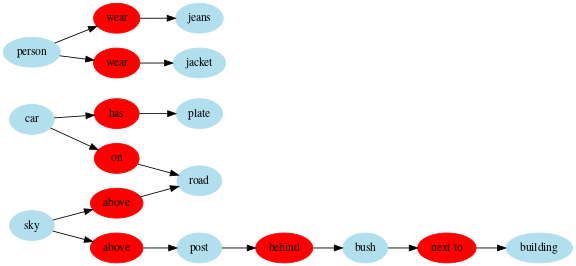 person
wear
jeans
wear
jacket
car
has
plate
on
road
sky
above
above
post
behind
bush
next to
building